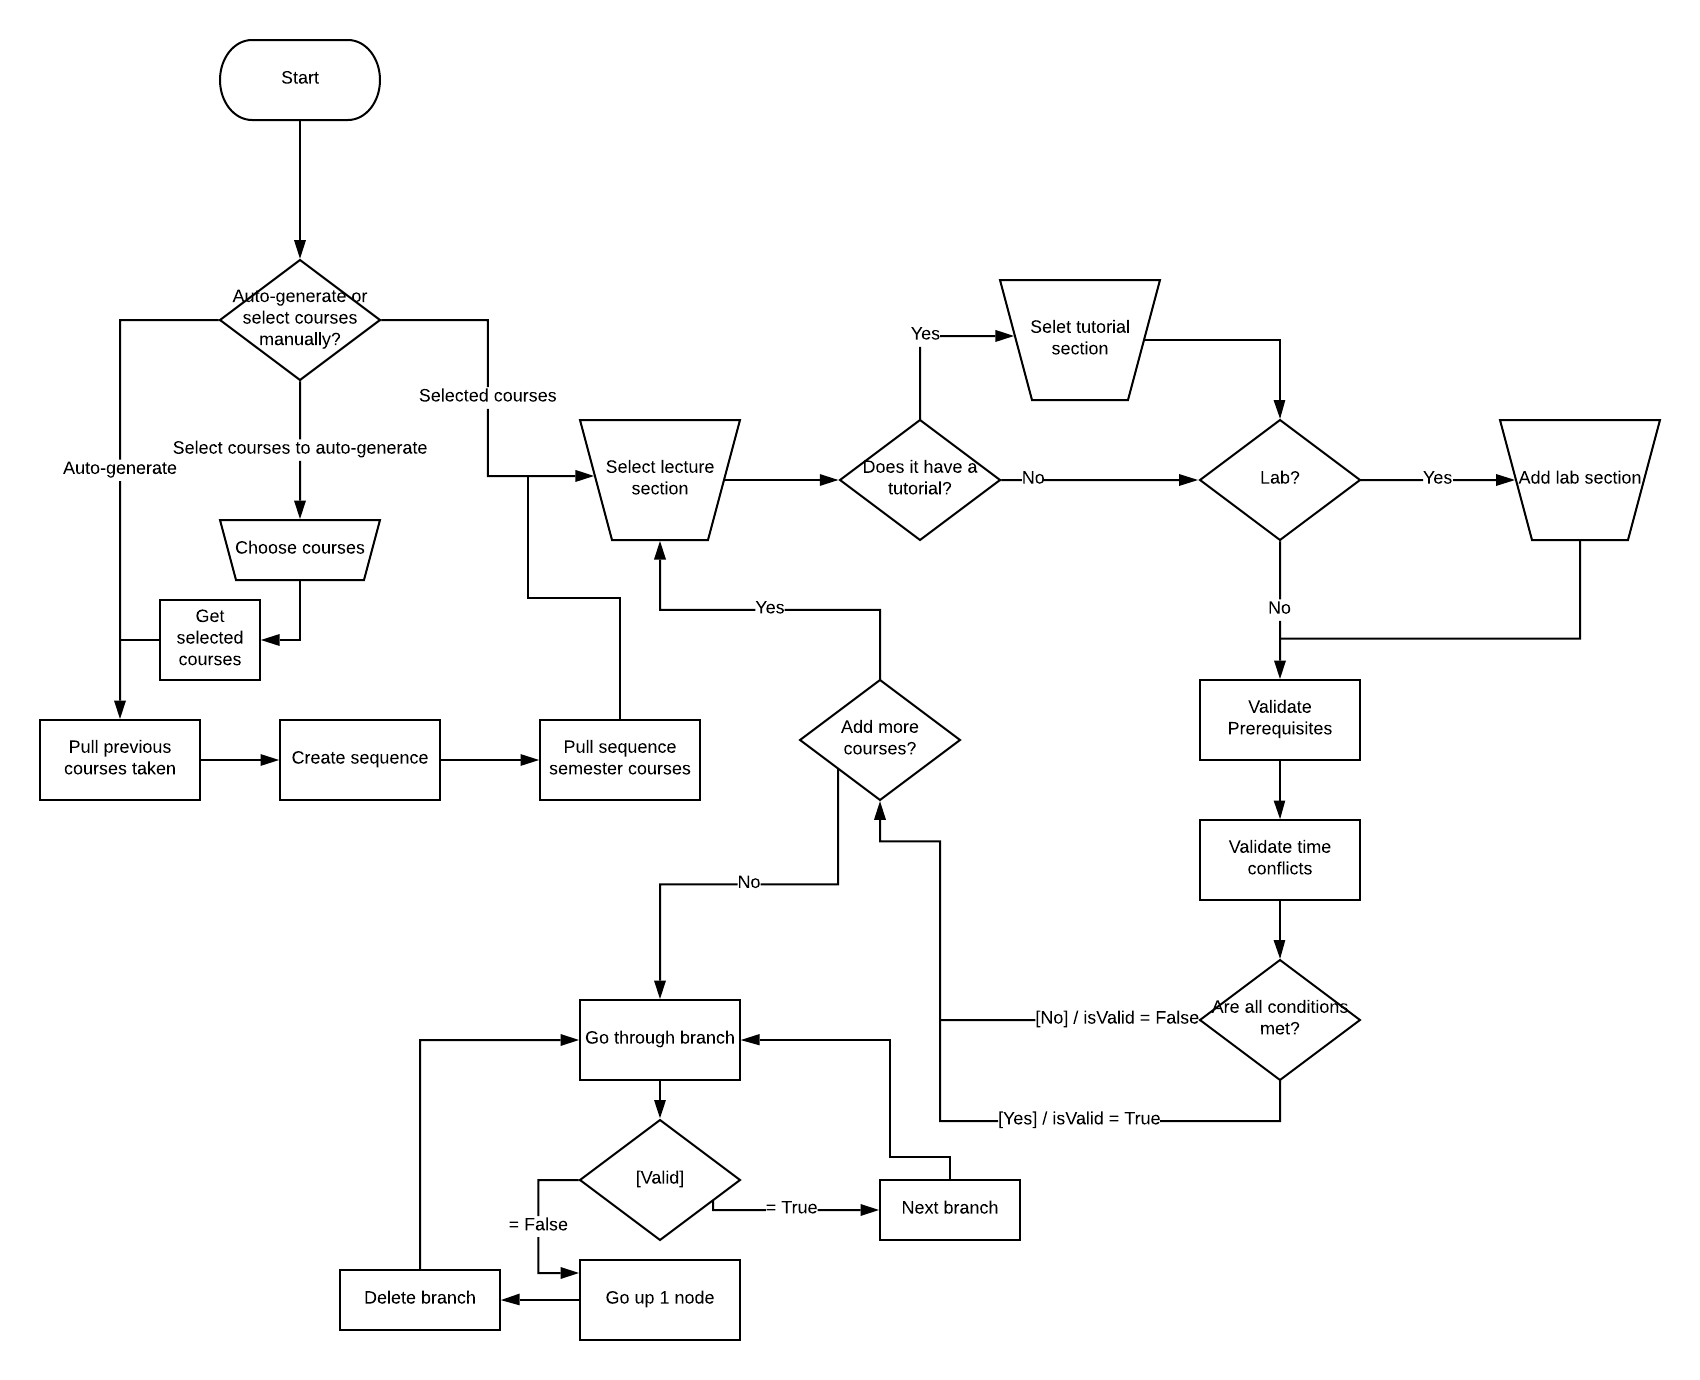 Start
Auto-generate or
select courses
manually?
Selected courses
Select courses to auto-generate
Auto-generate
Choose courses
Get
selected
courses
Pull previous
courses taken
Create sequence
Pull sequence
semester courses
Select lecture
section
Does it have a
tutorial?
Yes
Selet tutorial
section
No
Lab?
Yes
Add lab section
No
Validate
Prerequisites
Validate time
conflicts
Are all conditions
met?
[No] / isValid = False
[Yes] / isValid = True
Add more
courses?
Yes
No
Go through branch
[Valid]
= True
Next branch
= False
Go up 1 node
Delete branch